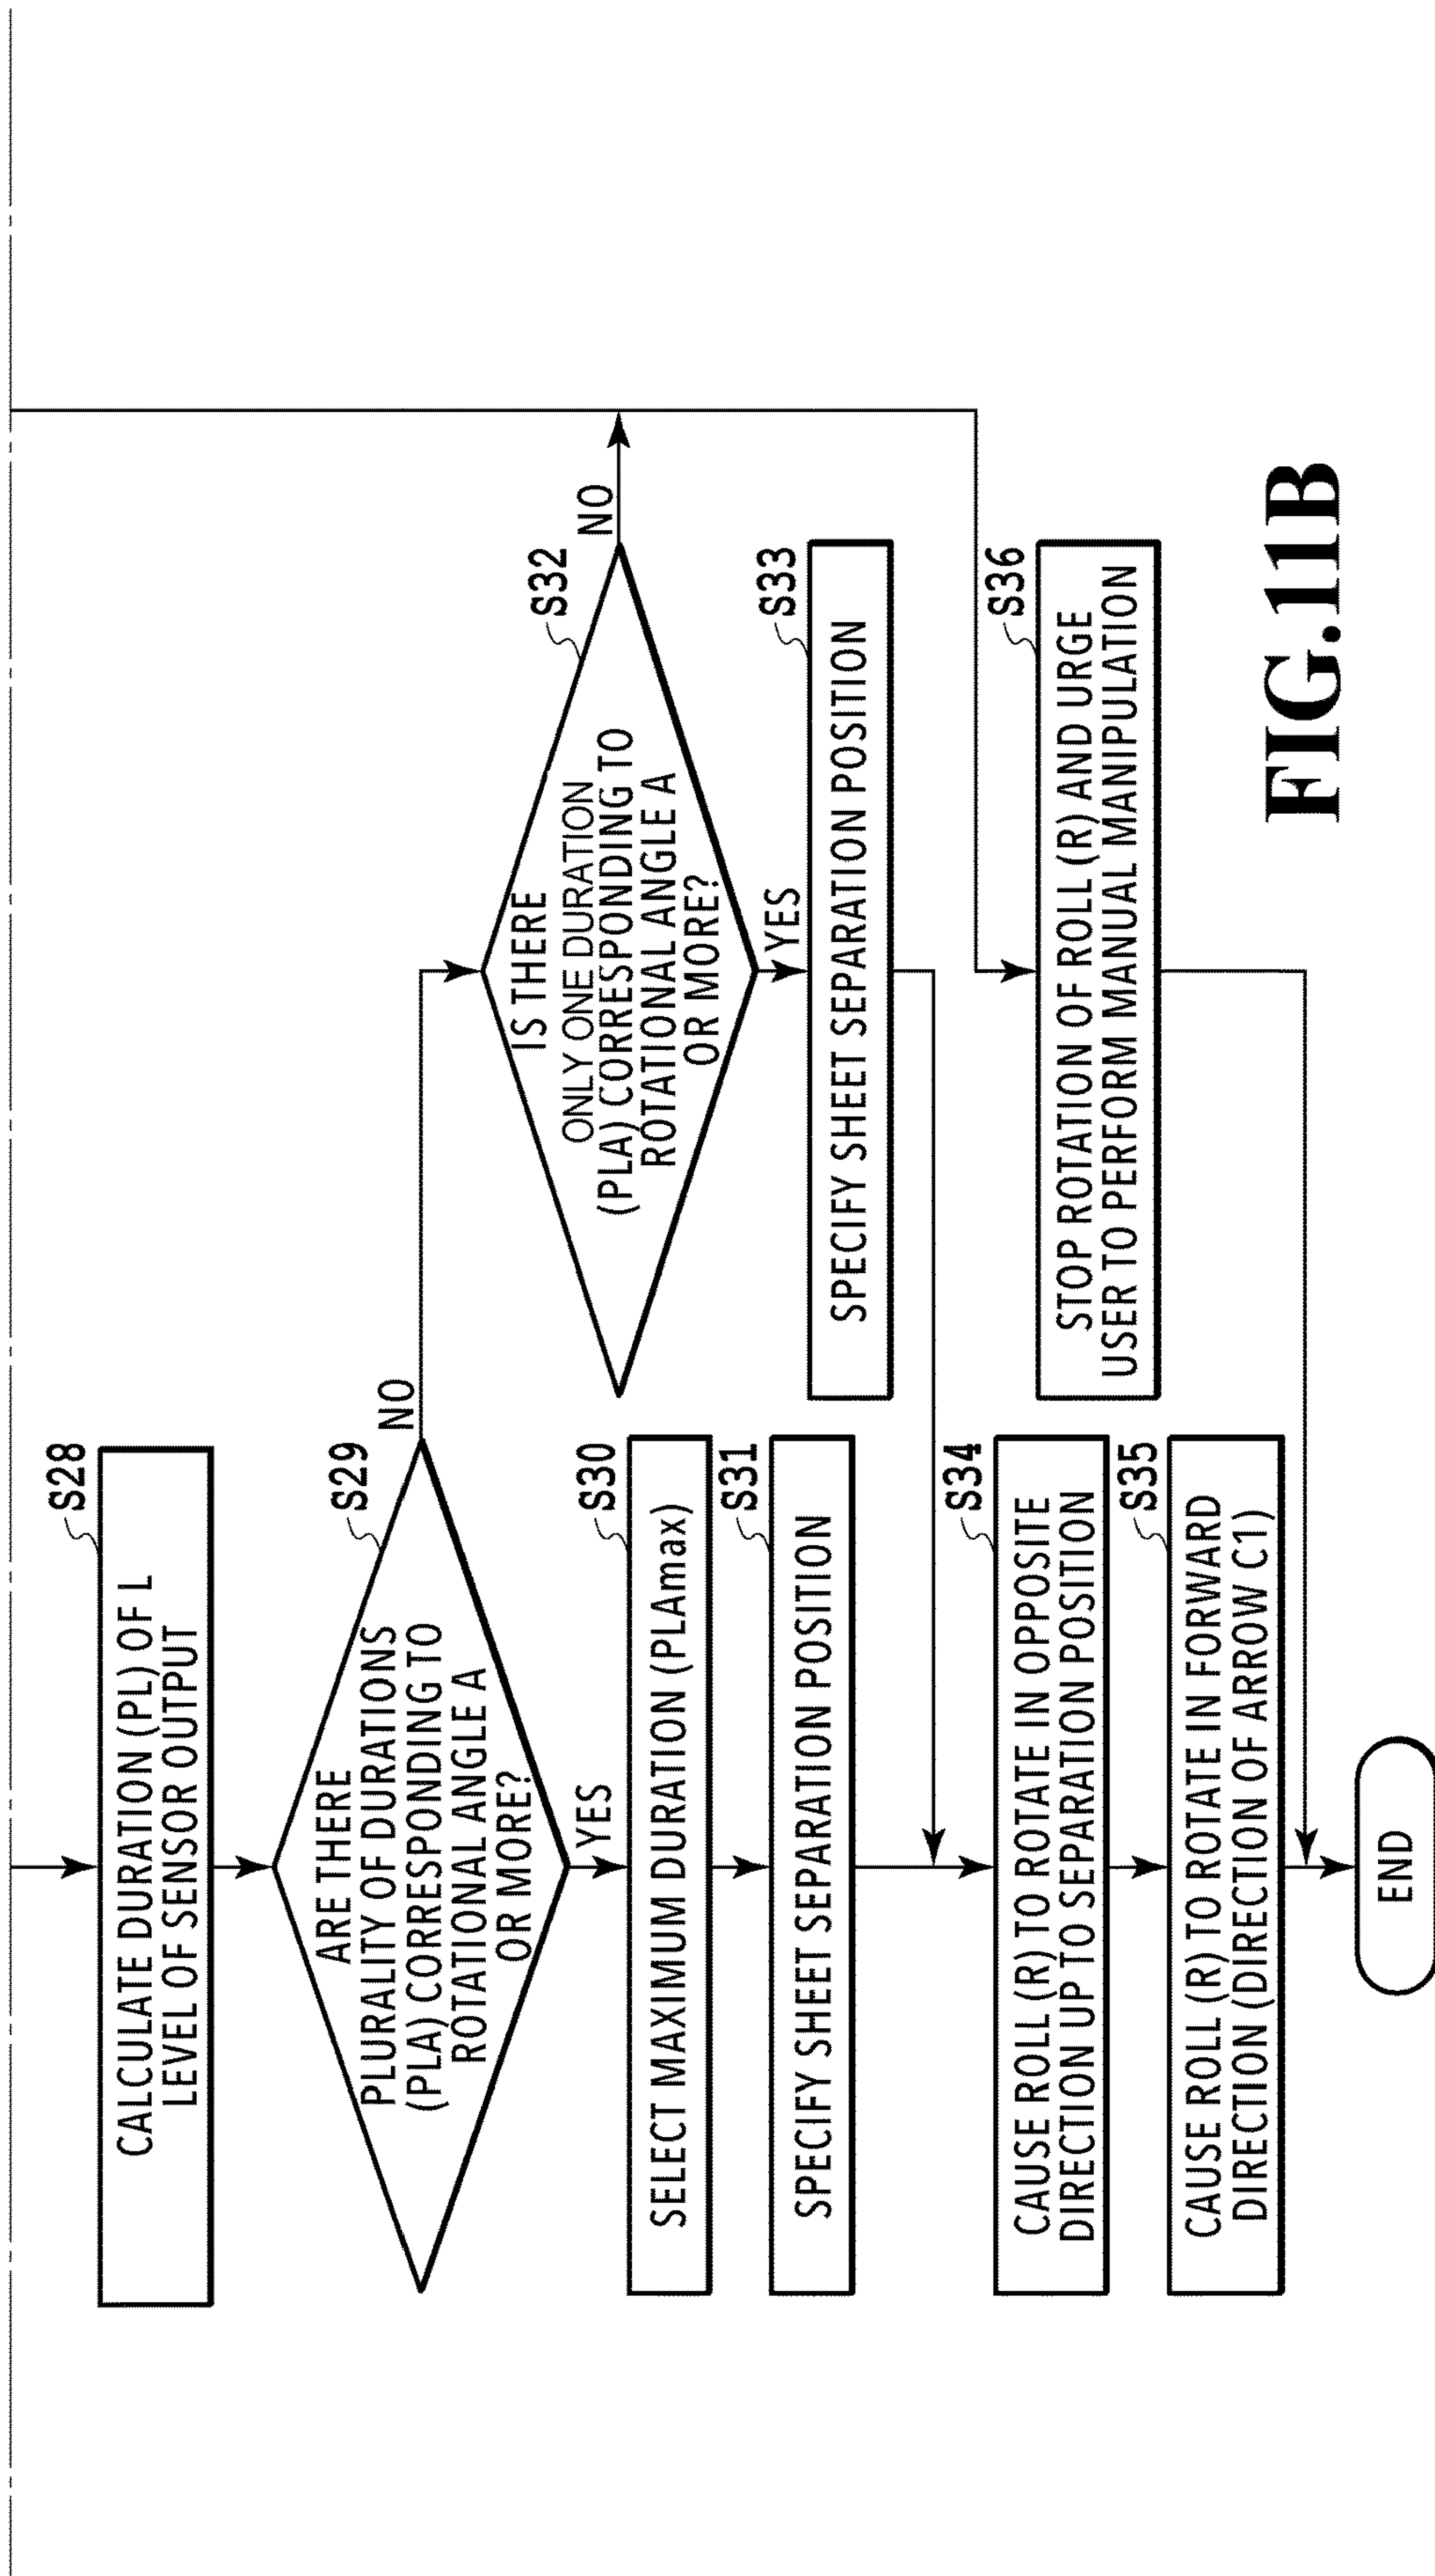 S28
CALCULATE DURATION (PL) OF L
LEVEL OF SENSOR OUTPUT
S29
ARE THERE
PLURALITY OF DURATIONS
(PLA) CORRESPONDING TO
ROTATIONAL ANGLE A
OR MORE?
NO
YES
S30
SELECT MAXIMUM DURATION (PLAmax)
S31
SPECIFY SHEET SEPARATION POSITION
S32
IS THERE
ONLY ONE DURATION
(PLA) CORRESPONDING TO
ROTATIONAL ANGLE A
OR MORE?
NO
YES
S33
SPECIFY SHEET SEPARATION POSITION
S34
CAUSE ROLL (R) TO ROTATE IN OPPOSITE
DIRECTION UP TO SEPARATION POSITION
S35
CAUSE ROLL (R) TO ROTATE IN FORWARD
DIRECTION (DIRECTION OF ARROW C1)
S36
STOP ROTATION OF ROLL (R) AND URGE
USER TO PERFORM MANUAL MANIPULATION
END
FIG.11B